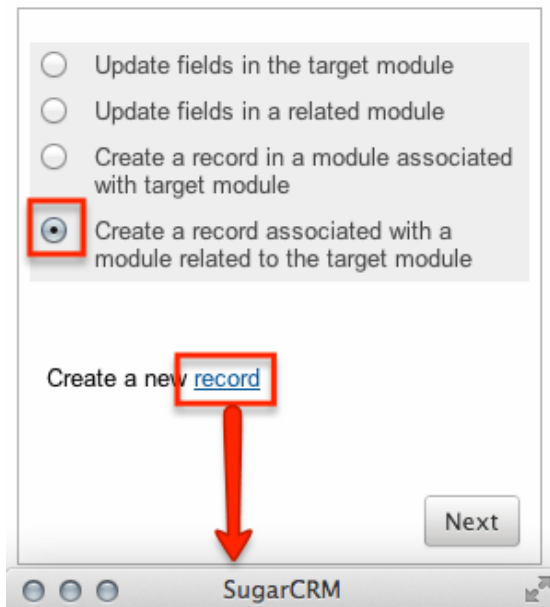 Update fields in the target module
Update fields in a related module
Create a record in a module associated
with target module
Create a record associated with a
module related to the target module
Create a new record
Next
SugarCRM